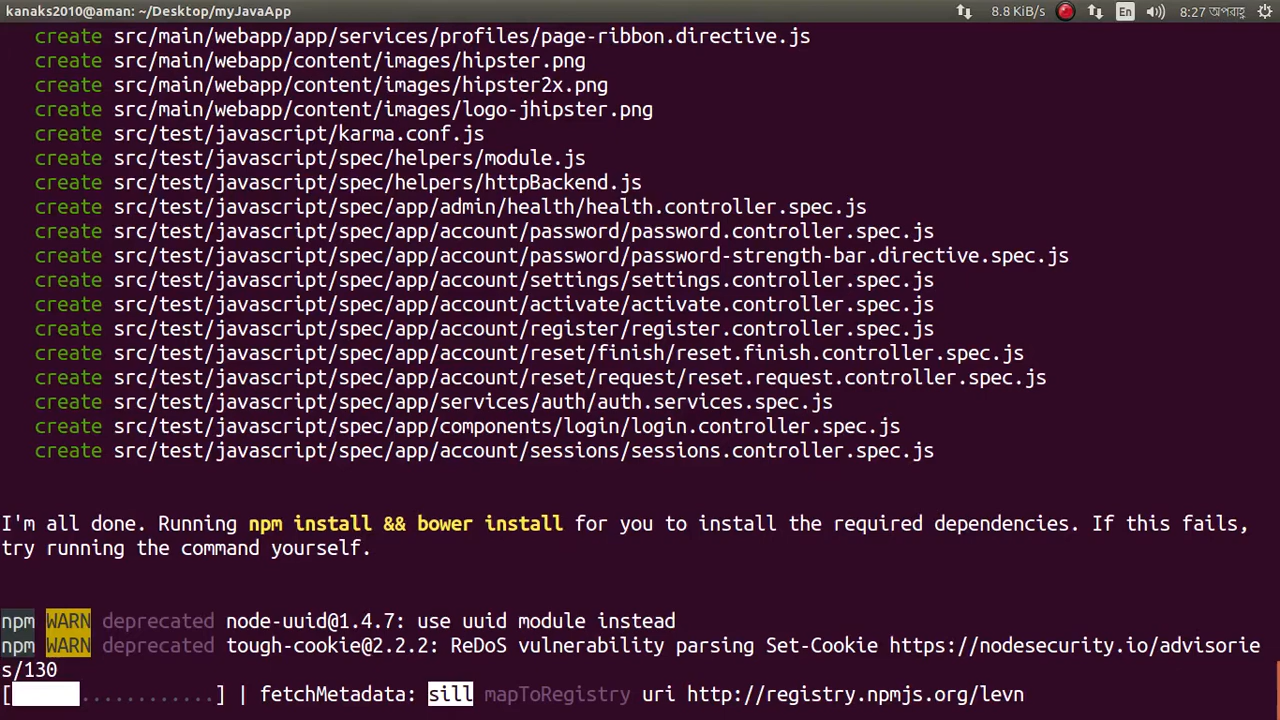 kanaks2010@aman: ~/Desktop/myJavaApp 8.8 KiB/s En 8:27 অপরাহ্ণ
create src/main/webapp/app/services/profiles/page-ribbon.directive.js
create src/main/webapp/content/images/hipster.png
create src/main/webapp/content/images/hipster2x.png
create src/main/webapp/content/images/logo-jhipster.png
create src/test/javascript/karma.conf.js
create src/test/javascript/spec/helpers/module.js
create src/test/javascript/spec/helpers/httpBackend.js
create src/test/javascript/spec/app/admin/health/health.controller.spec.js
create src/test/javascript/spec/app/account/password/password.controller.spec.js
create src/test/javascript/spec/app/account/password/password-strength-bar.directive.spec.js
create src/test/javascript/spec/app/account/settings/settings.controller.spec.js
create src/test/javascript/spec/app/account/activate/activate.controller.spec.js
create src/test/javascript/spec/app/account/register/register.controller.spec.js
create src/test/javascript/spec/app/account/reset/finish/reset.finish.controller.spec.js
create src/test/javascript/spec/app/account/reset/request/reset.request.controller.spec.js
create src/test/javascript/spec/app/services/auth/auth.services.spec.js
create src/test/javascript/spec/app/components/login/login.controller.spec.js
create src/test/javascript/spec/app/account/sessions/sessions.controller.spec.js
I'm all done. Running npm install && bower install for you to install the required dependencies. If this fails,
try running the command yourself.
npm WARN deprecated node-uuid@1.4.7: use uuid module instead
npm WARN deprecated tough-cookie@2.2.2: ReDoS vulnerability parsing Set-Cookie https://nodesecurity.io/advisorie
s/130
[      ............] | fetchMetadata: sill mapToRegistry uri http://registry.npmjs.org/levn